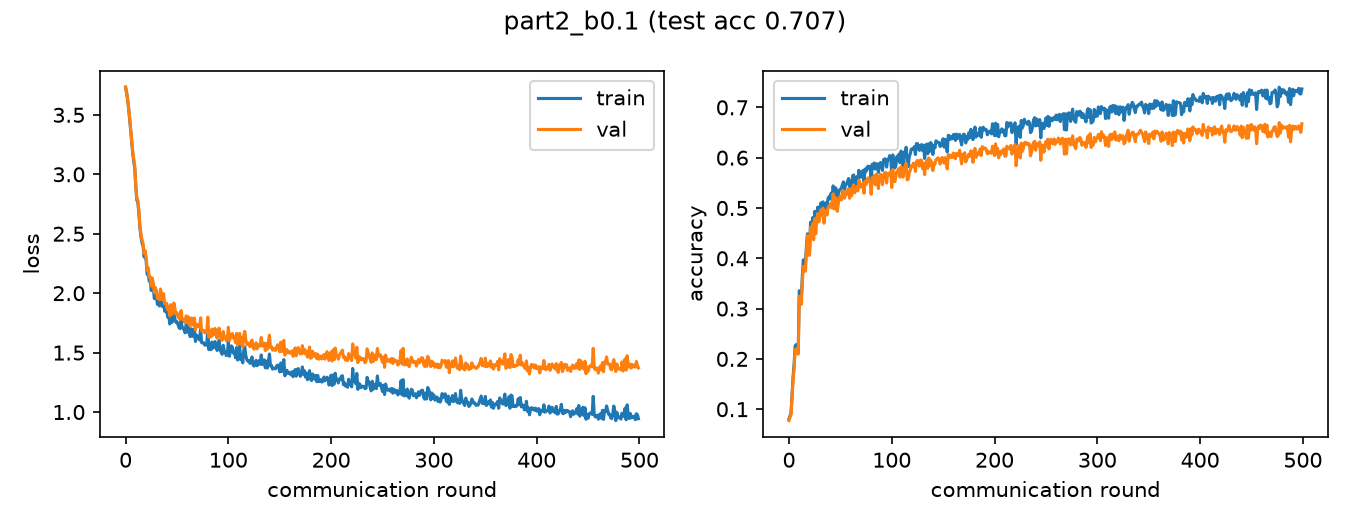 part2_b0.1 (test acc 0.707)
loss
3.5
3.0
2.5
2.0
1.5
1.0
train
val
0 100 200 300 400 500
communication round
accuracy
0.7
0.6
0.5
0.4
0.3
0.2
0.1
train
val
0 100 200 300 400 500
communication round